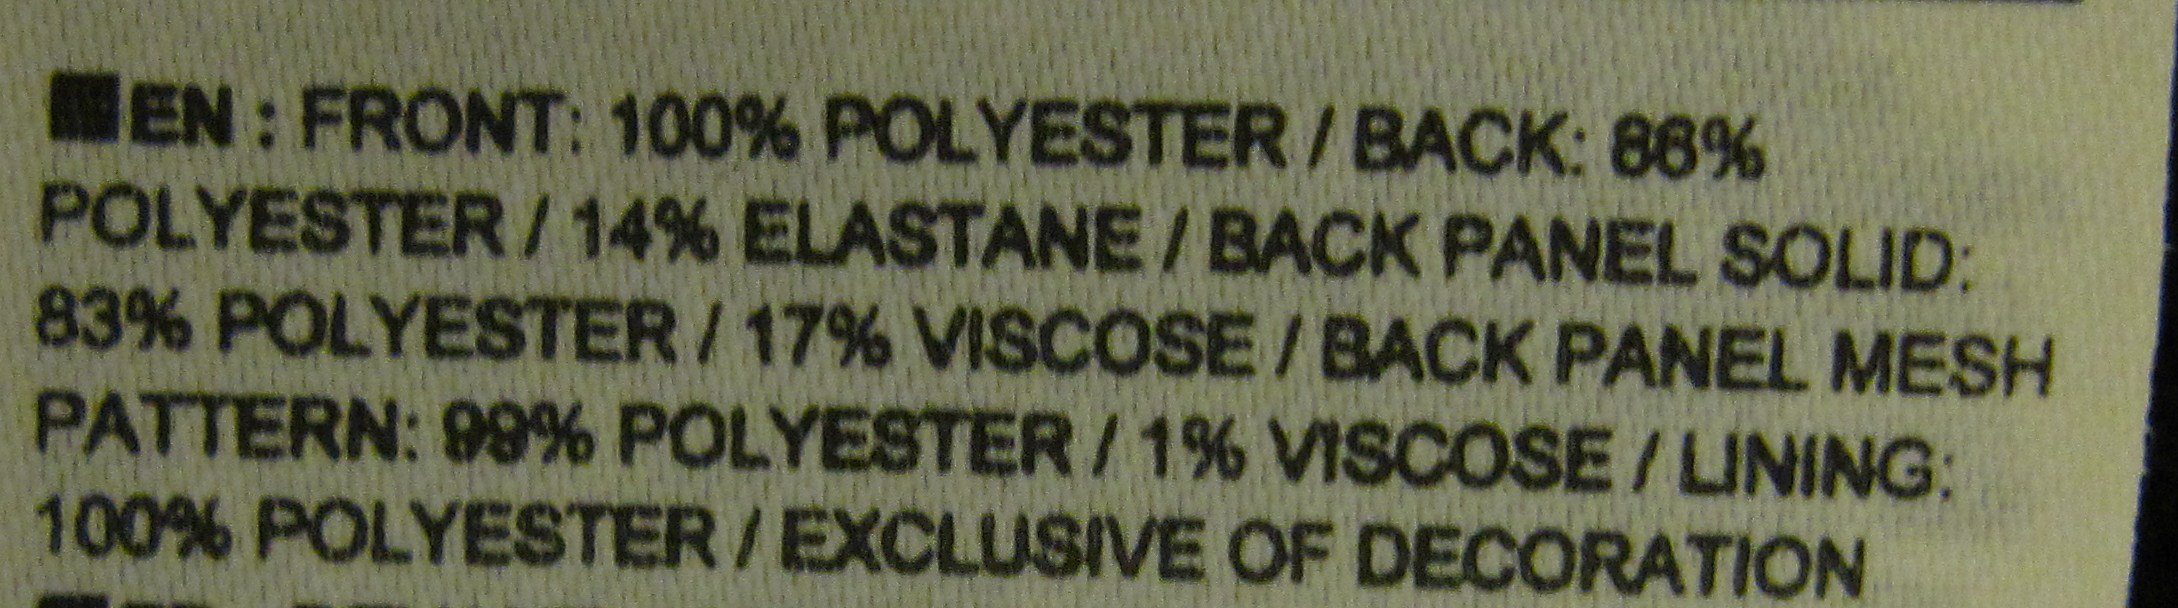 EN : FRONT: 100% POLYESTER / BACK: 86%
POLYESTER / 14% ELASTANE / BACK PANEL SOLID:
83% POLYESTER / 17% VISCOSE / BACK PANEL MESH
PATTERN: 99% POLYESTER / 1% VISCOSE / LINING:
100% POLYESTER / EXCLUSIVE OF DECORATION